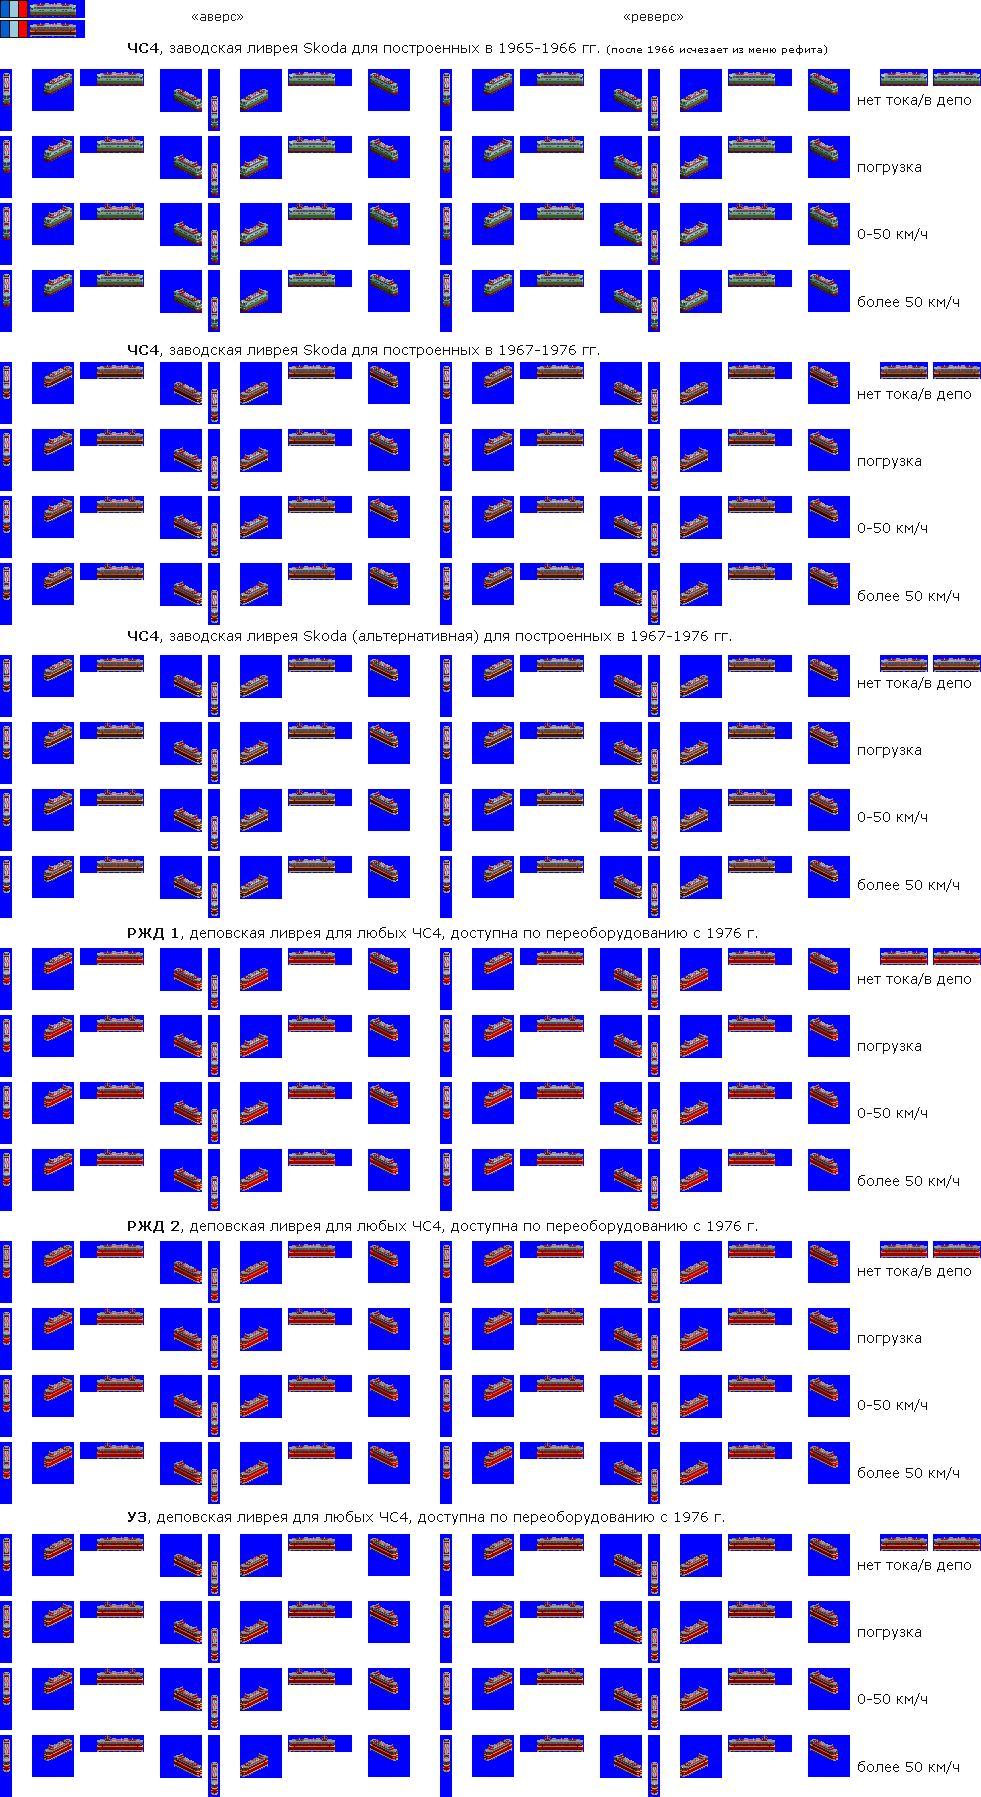 «аверс» «реверс»
ЧС4, заводская ливрея Skoda для построенных в 1965-1966 гг. (после 1966 исчезает из меню рефита)
нет тока/в депо
погрузка
0-50 км/ч
более 50 км/ч
ЧС4, заводская ливрея Skoda для построенных в 1967-1976 гг.
нет тока/в депо
погрузка
0-50 км/ч
более 50 км/ч
ЧС4, заводская ливрея Skoda (альтернативная) для построенных в 1967-1976 гг.
нет тока/в депо
погрузка
0-50 км/ч
более 50 км/ч
РЖД 1, деповская ливрея для любых ЧС4, доступна по переоборудованию с 1976 г.
нет тока/в депо
погрузка
0-50 км/ч
более 50 км/ч
РЖД 2, деповская ливрея для любых ЧС4, доступна по переоборудованию с 1976 г.
нет тока/в депо
погрузка
0-50 км/ч
более 50 км/ч
УЗ, деповская ливрея для любых ЧС4, доступна по переоборудованию с 1976 г.
нет тока/в депо
погрузка
0-50 км/ч
более 50 км/ч